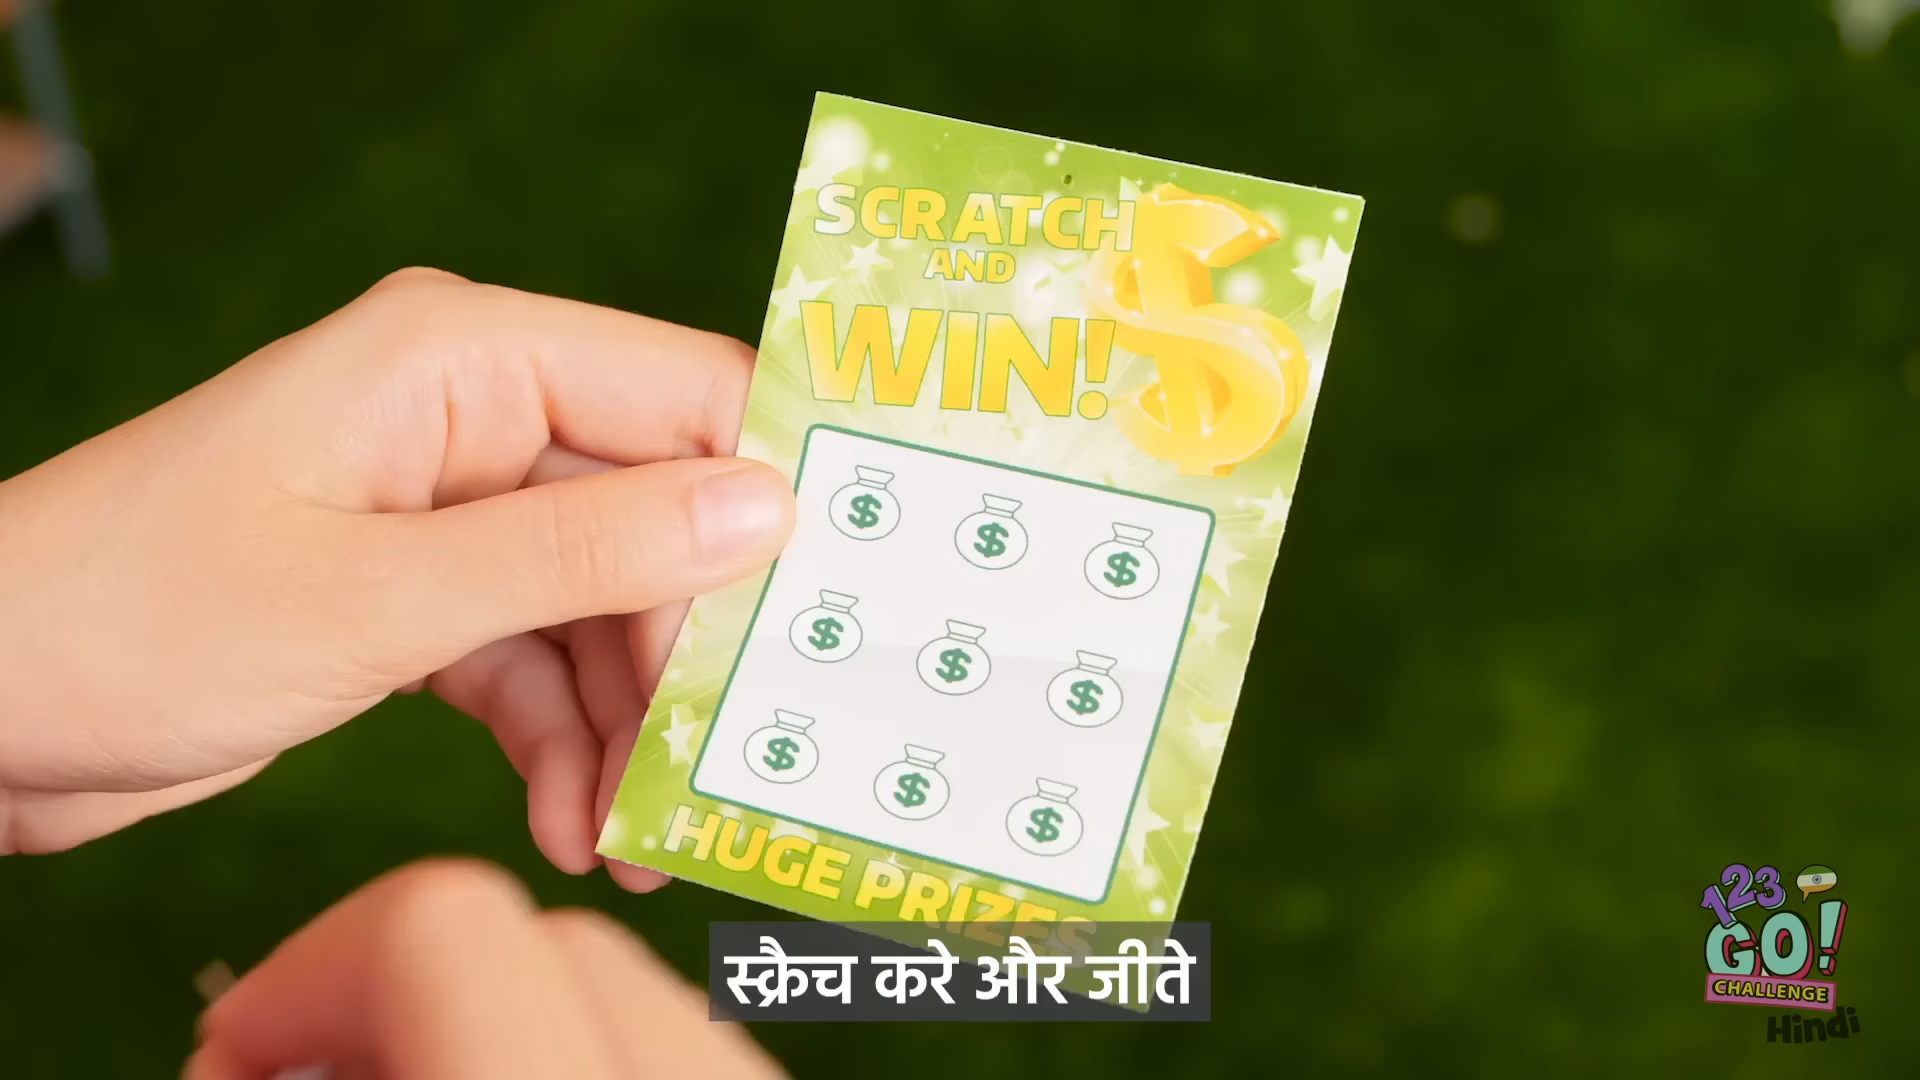 SCRATCH
AND
WIN!
$
$ $ $
$ $ $
$ $ $
HUGE PRIZES
स्क्रैच करे और जीते
123
GO!
CHALLENGE
Hindi